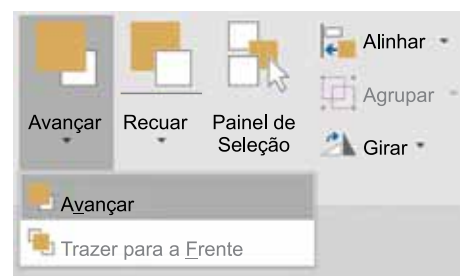 Avançar
Recuar
Painel de
Seleção
Alinhar
Agrupar
Girar
Avançar
Trazer para a Frente